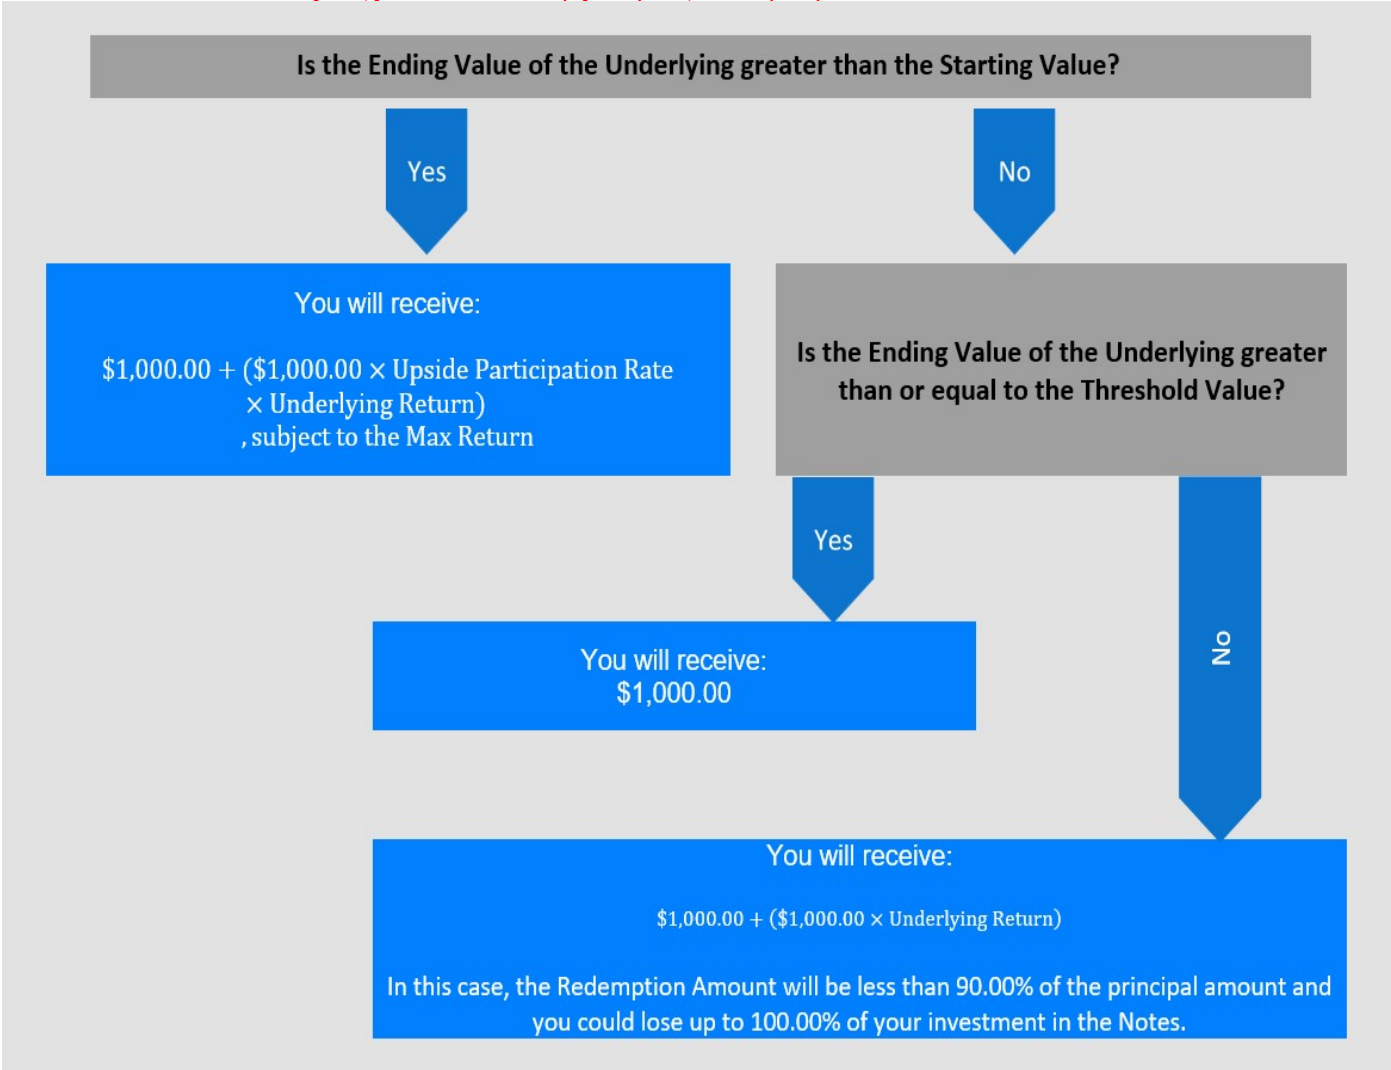 Is the Ending Value of the Underlying greater than the Starting Value?
Yes
No
You will receive:
$1,000.00 + ($1,000.00 × Upside Participation Rate
× Underlying Return)
, subject to the Max Return
Is the Ending Value of the Underlying greater
than or equal to the Threshold Value?
Yes
No
You will receive:
$1,000.00
You will receive:
$1,000.00 + ($1,000.00 × Underlying Return)
In this case, the Redemption Amount will be less than 90.00% of the principal amount and
you could lose up to 100.00% of your investment in the Notes.